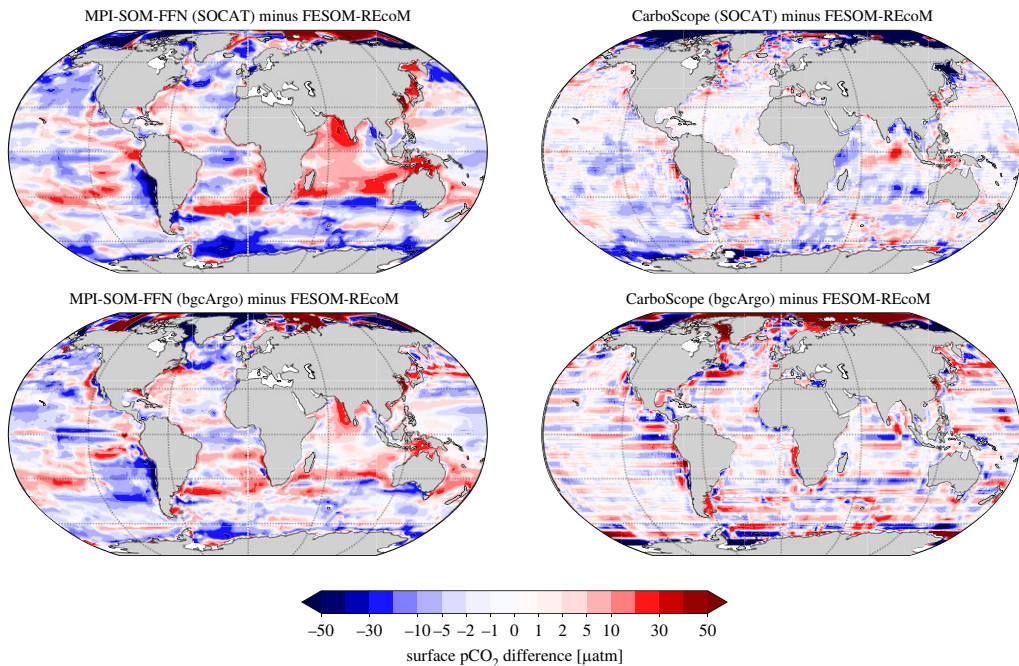 MPI-SOM-FFN (SOCAT) minus FESOM-REcoM
CarboScope (SOCAT) minus FESOM-REcoM
MPI-SOM-FFN (bgcArgo) minus FESOM-REcoM
CarboScope (bgcArgo) minus FESOM-REcoM
–50 –30 –10 –5 –2 –1 0 1 2 5 10 30 50
surface pCO₂ difference [µatm]